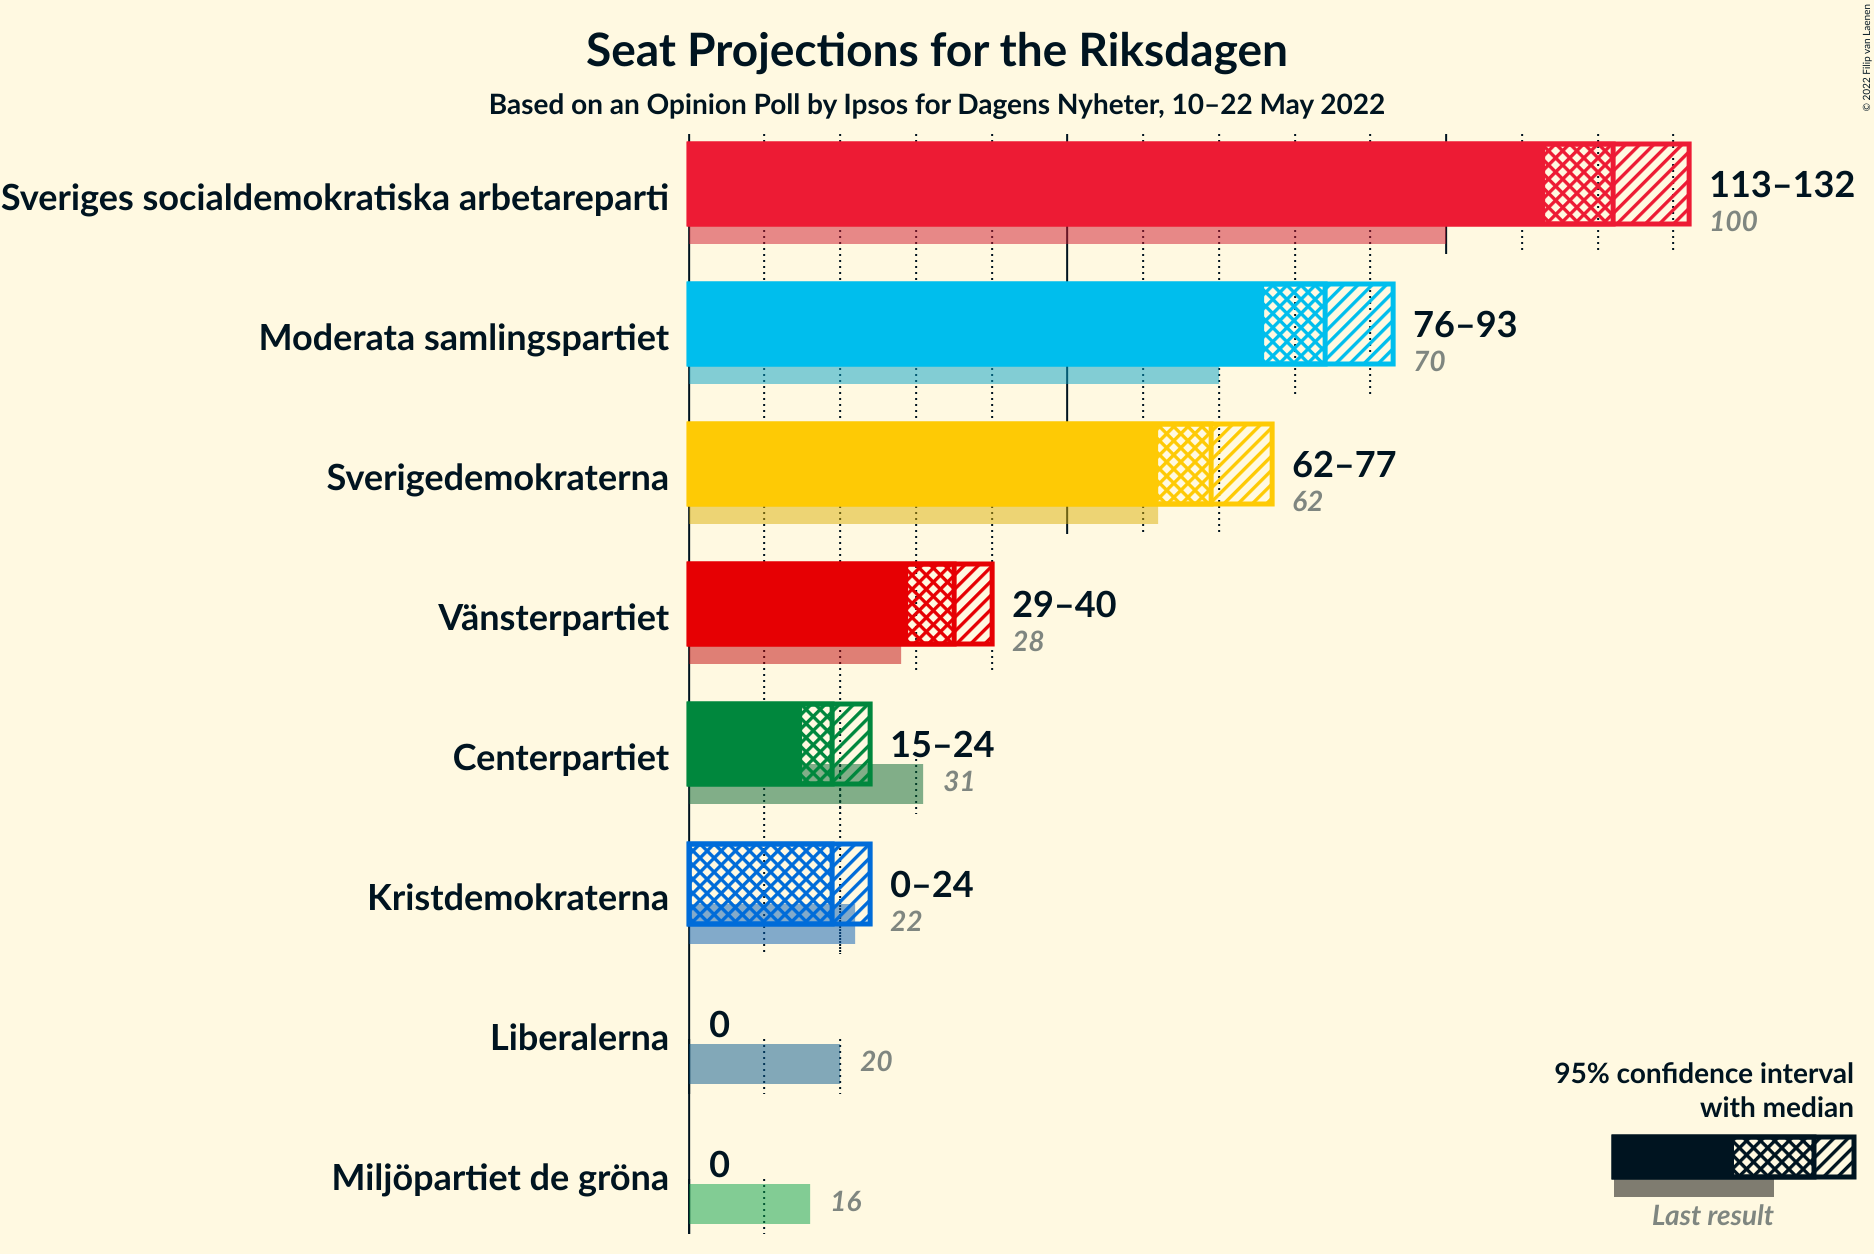 Seat Projections for the Riksdagen
Based on an Opinion Poll by Ipsos for Dagens Nyheter, 10–22 May 2022
© 2022 Filip van Laenen
Sveriges socialdemokratiska arbetareparti
113–132
100
Moderata samlingspartiet
76–93
70
Sverigedemokraterna
62–77
62
Vänsterpartiet
29–40
28
Centerpartiet
15–24
31
Kristdemokraterna
0–24
22
Liberalerna
0
20
Miljöpartiet de gröna
0
16
95% confidence interval
with median
Last result